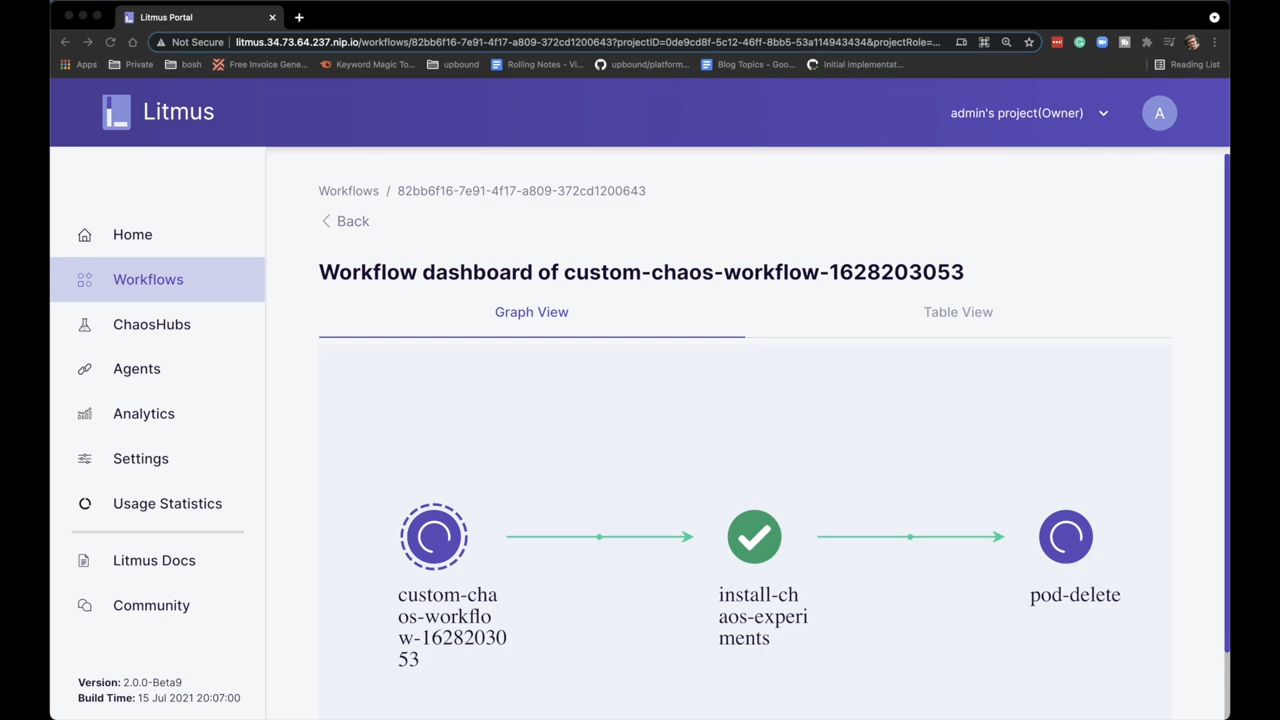 Litmus Portal
Not Secure litmus.34.73.64.237.nip.io/workflows/82bb6f16-7e91-4f17-a809-372cd1200643?projectID=0de9cd8f-5c12-46ff-8bb5-53a114943434&projectRole=...
Apps Private bosh Free Invoice Gene... Keyword Magic To... upbound Rolling Notes - Vi... upbound/platform... Blog Topics - Goo... Initial implementat... Reading List
Litmus
admin's project(Owner)
A
Workflows / 82bb6f16-7e91-4f17-a809-372cd1200643
Back
Home
Workflows
ChaosHubs
Agents
Analytics
Settings
Usage Statistics
Litmus Docs
Community
Version: 2.0.0-Beta9
Build Time: 15 Jul 2021 20:07:00
Workflow dashboard of custom-chaos-workflow-1628203053
Graph View
Table View
custom-cha
os-workflo
w-16282030
53
install-ch
aos-experi
ments
pod-delete